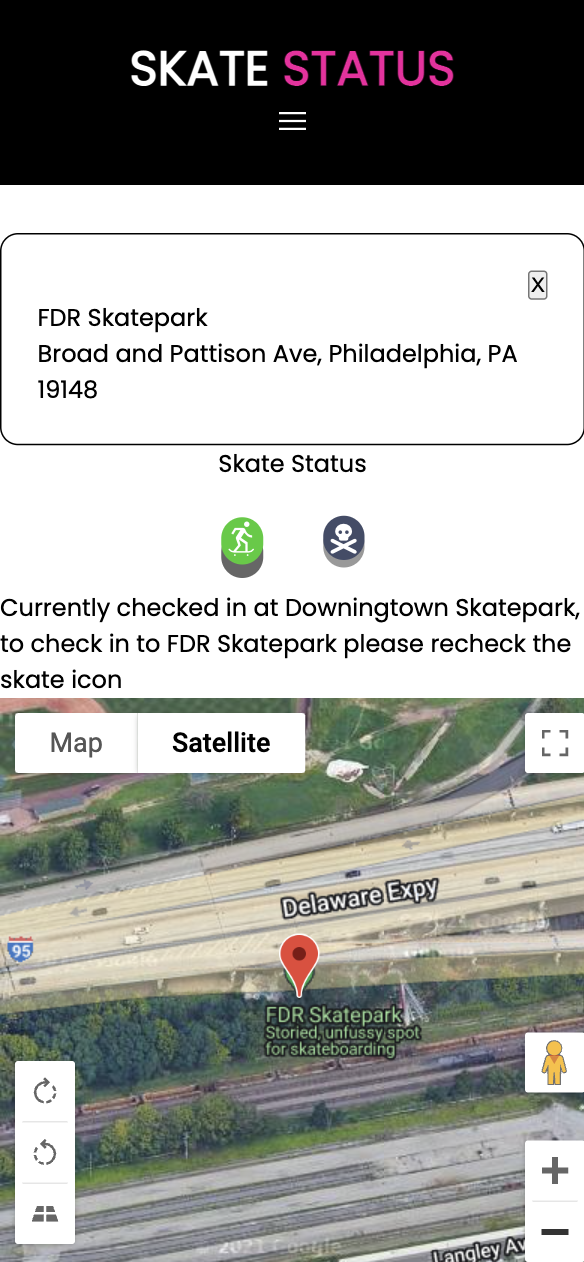 SKATE STATUS
X
FDR Skatepark
Broad and Pattison Ave, Philadelphia, PA
19148
Skate Status
Currently checked in at Downingtown Skatepark,
to check in to FDR Skatepark please recheck the
skate icon
Map Satellite
Delaware Expy
95
FDR Skatepark
Storied, unfussy spot
for skateboarding
2021 Google
Langley Av